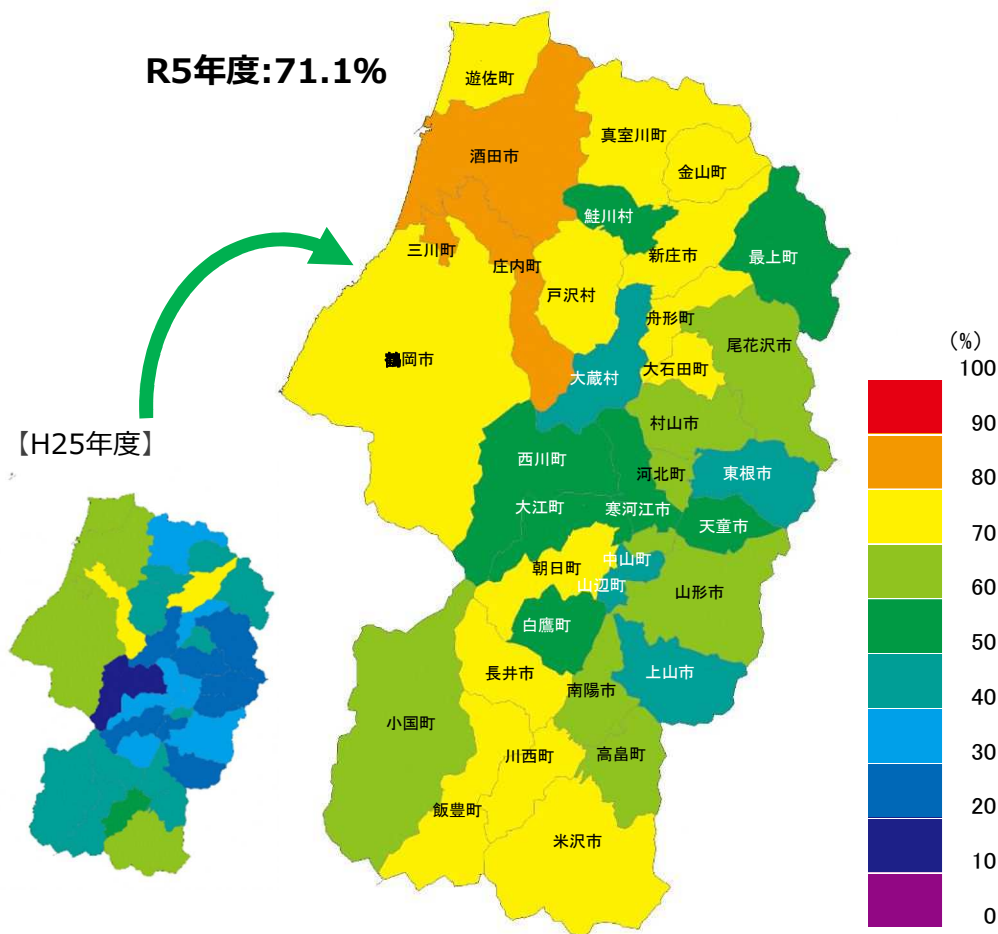 R5年度:71.1%
遊佐町
真室川町
酒田市
金山町
鮭川村
三川町
新庄市
最上町
庄内町
戸沢村
舟形町
尾花沢市
鶴岡市
大石田町
大蔵村
村山市
西川町
河北町
東根市
大江町
寒河江市
天童市
朝日町
中山町
山辺町
山形市
白鷹町
長井市
南陽市
上山市
小国町
川西町
高畠町
飯豊町
米沢市
【H25年度】
(%)
100
90
80
70
60
50
40
30
20
10
0